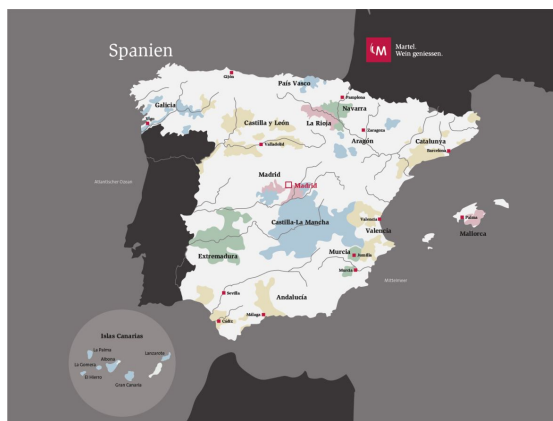 Spanien
Martel.
Wein geniessen.
Gijón
País Vasco
Pamplona
Galicia
Navarra
Vigo
Castilla y León
La Rioja
Zaragoza
Aragón
Catalunya
Valladolid
Barcelona
Atlantischer Ozean
Madrid
Madrid
Palma
Castilla-La Mancha
Valencia
Valencia
Mallorca
Extremadura
Murcia
Jumilla
Murcia
Mittelmeer
Sevilla
Andalucía
Málaga
Cádiz
Islas Canarias
La Palma
Lanzarote
La Gomera
El Hierro
Gran Canaria